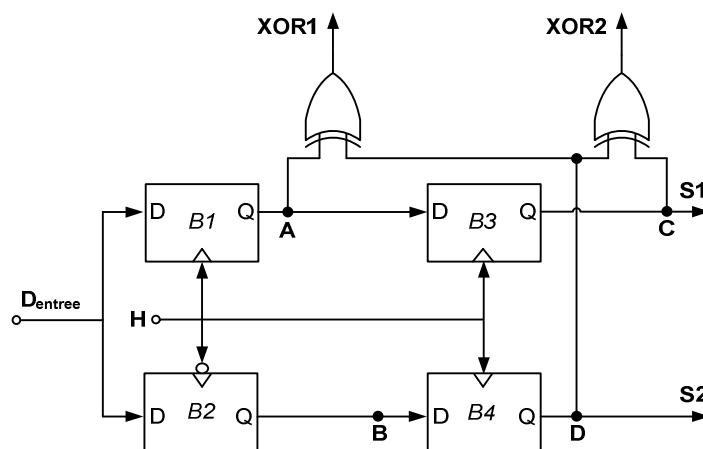 XOR1 XOR2
D B1 Q A D B3 Q C S1
Dentree H
D B2 Q B D B4 Q D S2